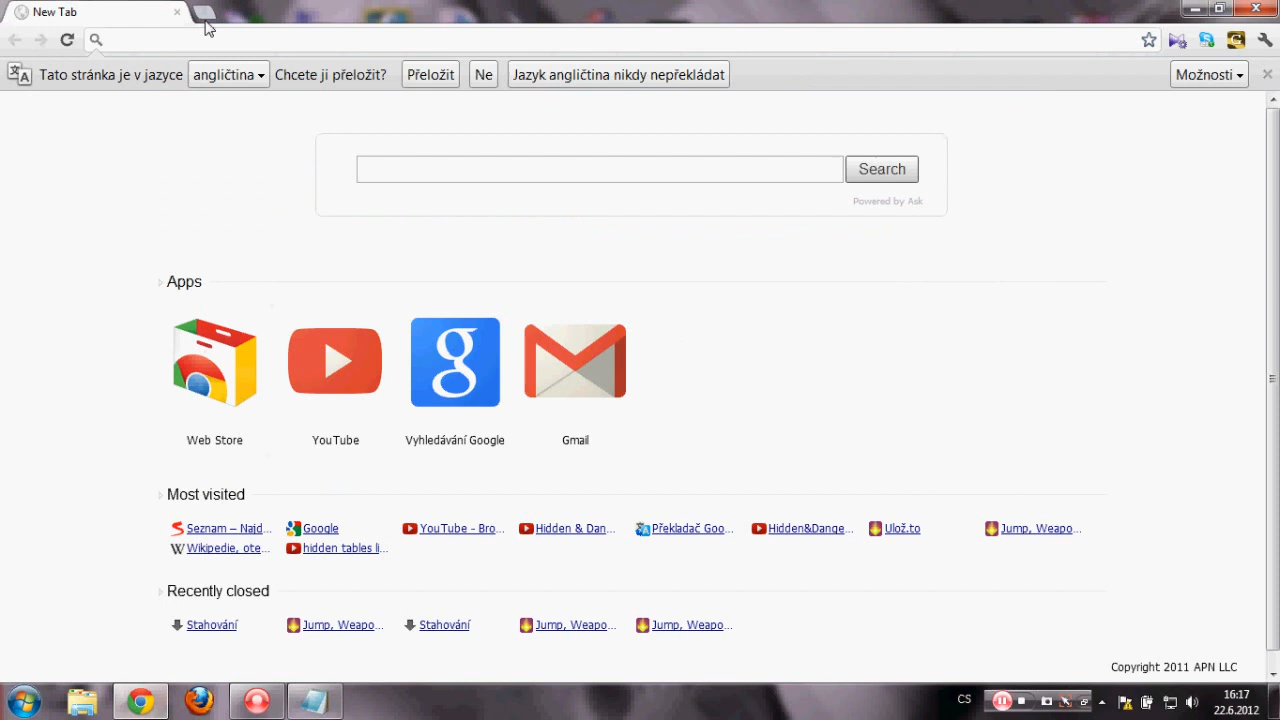 New Tab
Tato stránka je v jazyce angličtina Chcete ji přeložit? Přeložit Ne Jazyk angličtina nikdy nepřekládat Možnosti
Search
Powered by Ask
Apps
Web Store YouTube Vyhledávání Google Gmail
Most visited
Seznam – Najd... Google YouTube - Bro... Hidden & Dan... Překladač Goo... Hidden&Dange... Ulož.to Jump, Weapo...
Wikipedie, ote... hidden tables li...
Recently closed
Stahování Jump, Weapo... Stahování Jump, Weapo... Jump, Weapo...
Copyright 2011 APN LLC
CS 16:17
22.6.2012